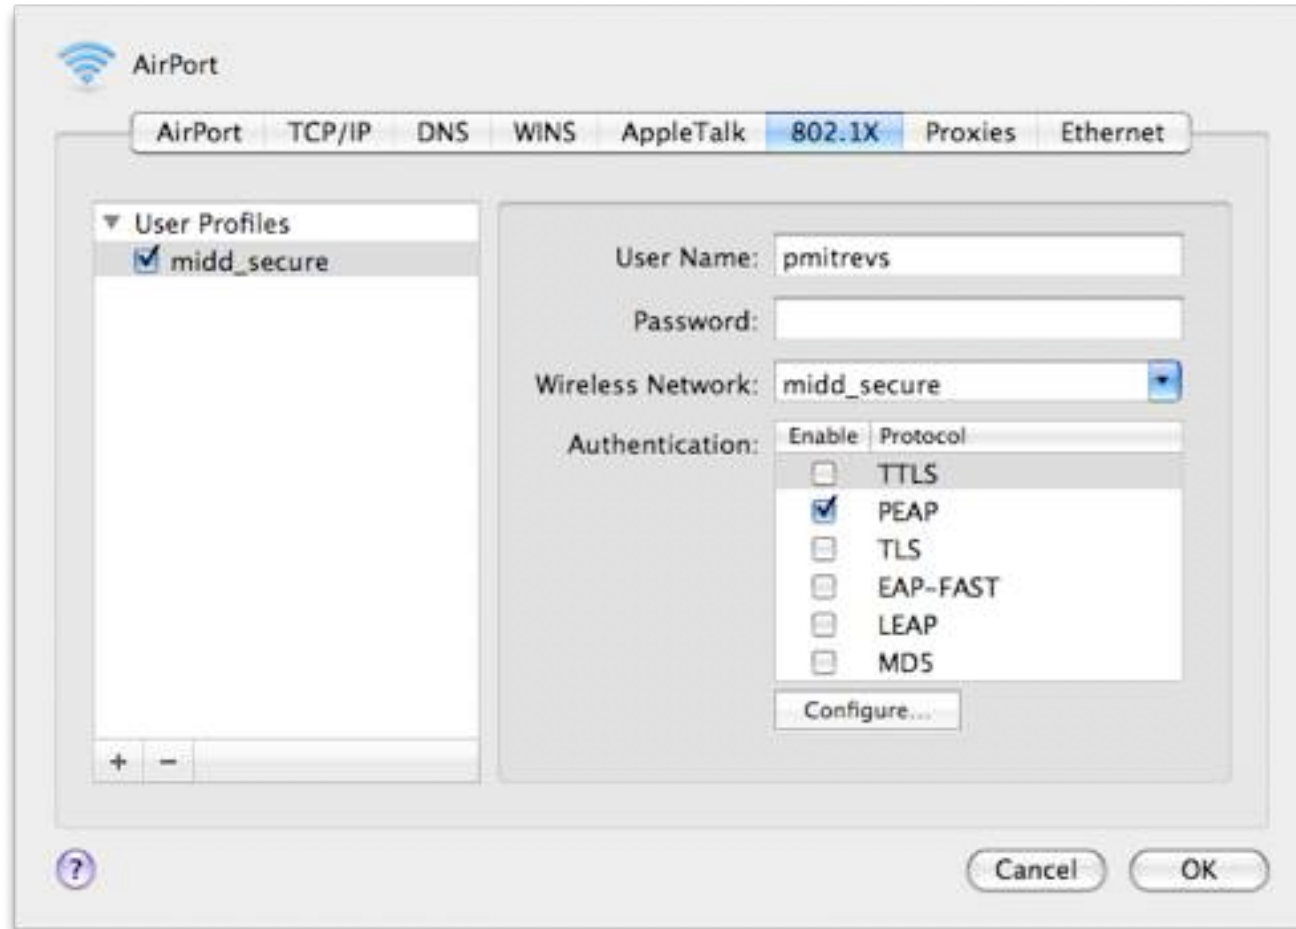 AirPort
AirPort TCP/IP DNS WINS AppleTalk 802.1X Proxies Ethernet
User Profiles
midd_secure
User Name: pmitrevs
Password:
Wireless Network: midd_secure
Authentication: Enable Protocol
TTLS
PEAP
TLS
EAP-FAST
LEAP
MD5
Configure...
+ −
? Cancel OK